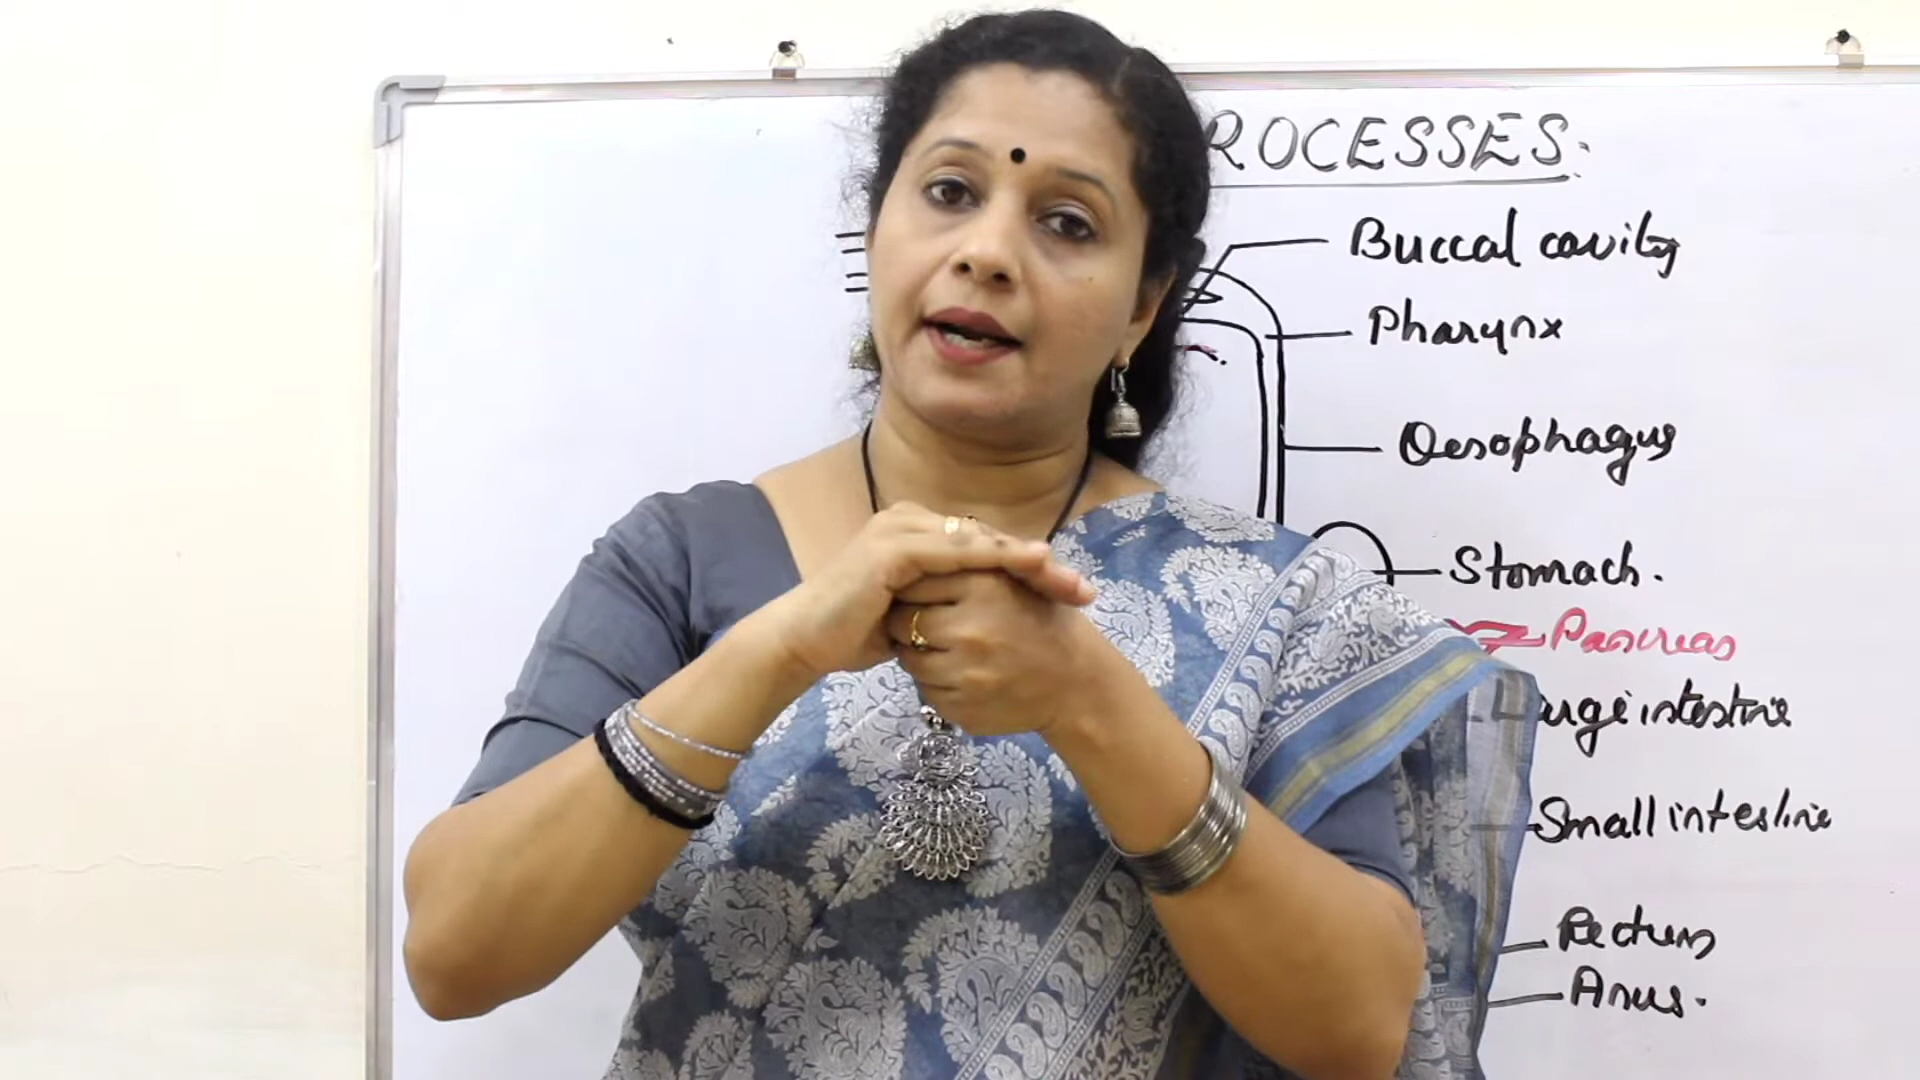 ROCESSES.
Buccal cavity
Pharynx
Oesophagus
Stomach.
Pancreas
Large intestine
Small intestine
Rectum
Anus.